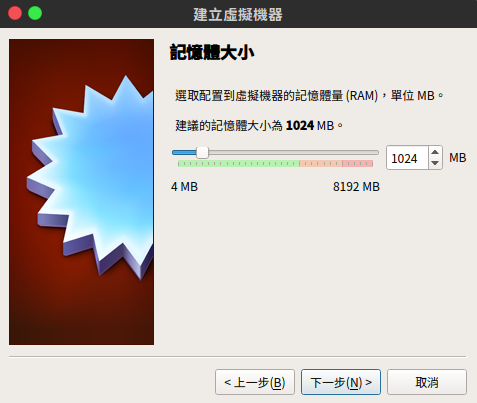 建立虛擬機器
記憶體大小
選取配置到虛擬機器的記憶體量 (RAM)，單位 MB。
建議的記憶體大小為 1024 MB。
1024 MB
4 MB 8192 MB
< 上一步(B) 下一步(N) > 取消